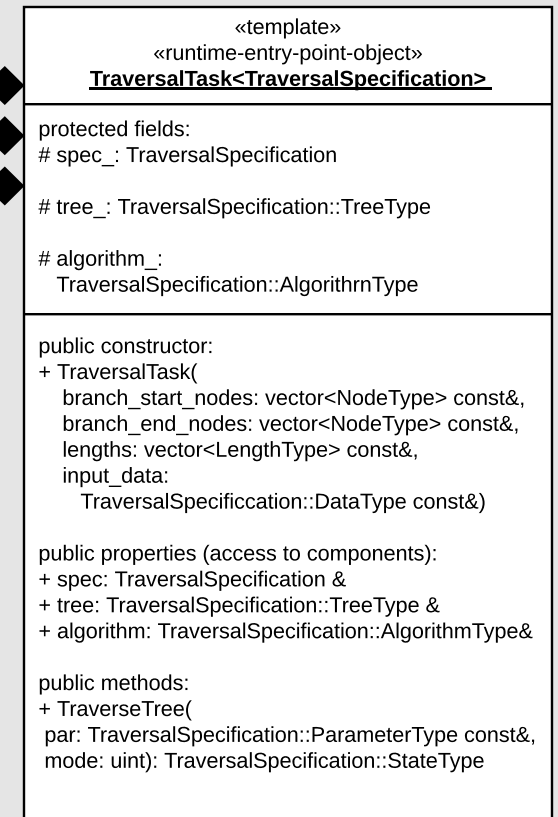 «template»
«runtime-entry-point-object»
TraversalTask<TraversalSpecification>
protected fields:
# spec_: TraversalSpecification
# tree_: TraversalSpecification::TreeType
# algorithm_:
TraversalSpecification::AlgorithrnType
public constructor:
+ TraversalTask(
branch_start_nodes: vector<NodeType> const&,
branch_end_nodes: vector<NodeType> const&,
lengths: vector<LengthType> const&,
input_data:
TraversalSpecificcation::DataType const&)
public properties (access to components):
+ spec: TraversalSpecification &
+ tree: TraversalSpecification::TreeType &
+ algorithm: TraversalSpecification::AlgorithmType&
public methods:
+ TraverseTree(
par: TraversalSpecification::ParameterType const&,
mode: uint): TraversalSpecification::StateType